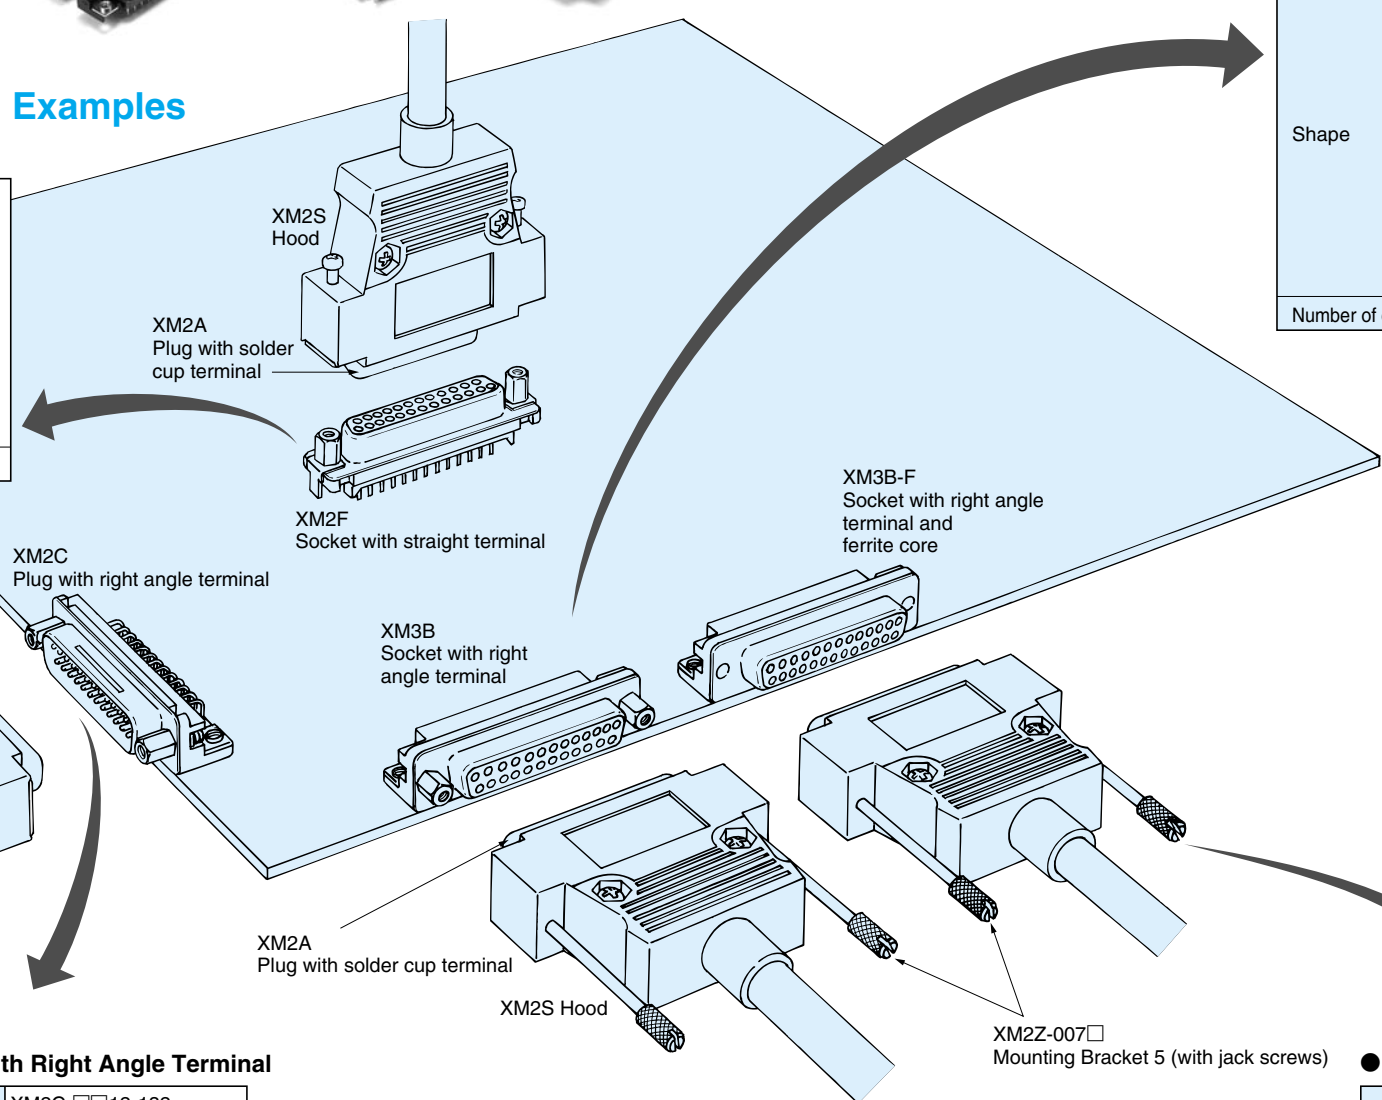 Examples
Shape
Number of
XM2S
Hood
XM2A
Plug with solder
cup terminal
XM2F
Socket with straight terminal
XM3B-F
Socket with right angle
terminal and
ferrite core
XM2C
Plug with right angle terminal
XM3B
Socket with right
angle terminal
XM2A
Plug with solder cup terminal
XM2S Hood
XM2Z-007□
Mounting Bracket 5 (with jack screws)
th Right Angle Terminal
●